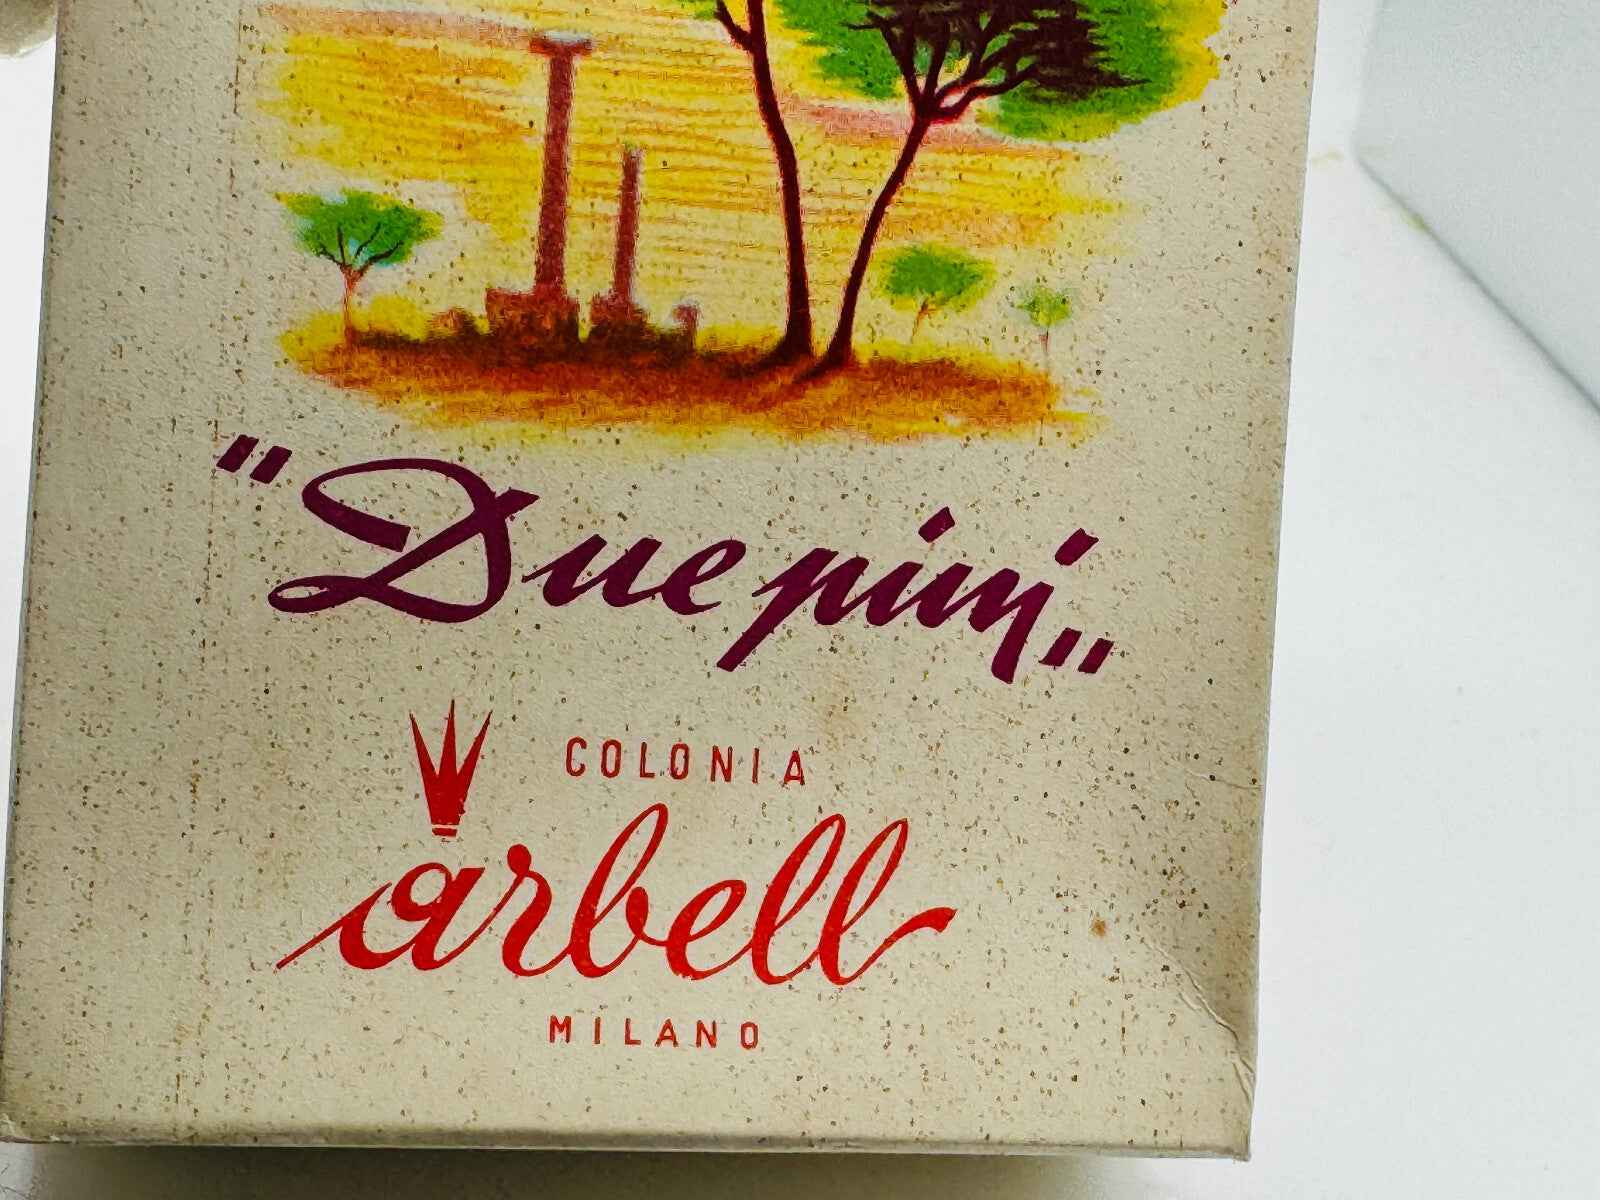 "Due pini"
COLONIA
arbell
MILANO